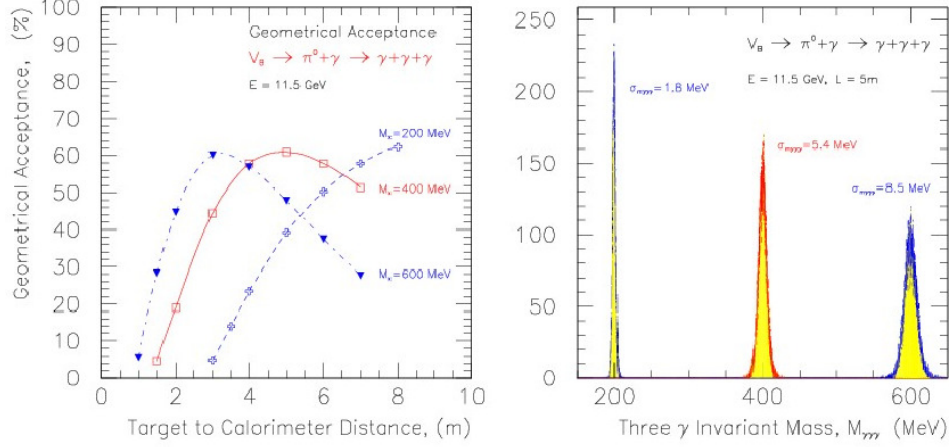 Geometrical Acceptance (%)
100
90
80
70
60
50
40
30
20
10
0
Geometrical Acceptance
V_B → π⁰+γ → γ+γ+γ
E = 11.5 GeV
M_x=200 MeV
M_x=400 MeV
M_x=600 MeV
0 2 4 6 8 10
Target to Calorimeter Distance, (m)
250
200
150
100
50
0
V_B → π⁰+γ → γ+γ+γ
E = 11.5 GeV, L = 5m
σ_mγγγ=1.8 MeV
σ_mγγγ=5.4 MeV
σ_mγγγ=8.5 MeV
200 400 600
Three γ Invariant Mass, M_γγγ (MeV)